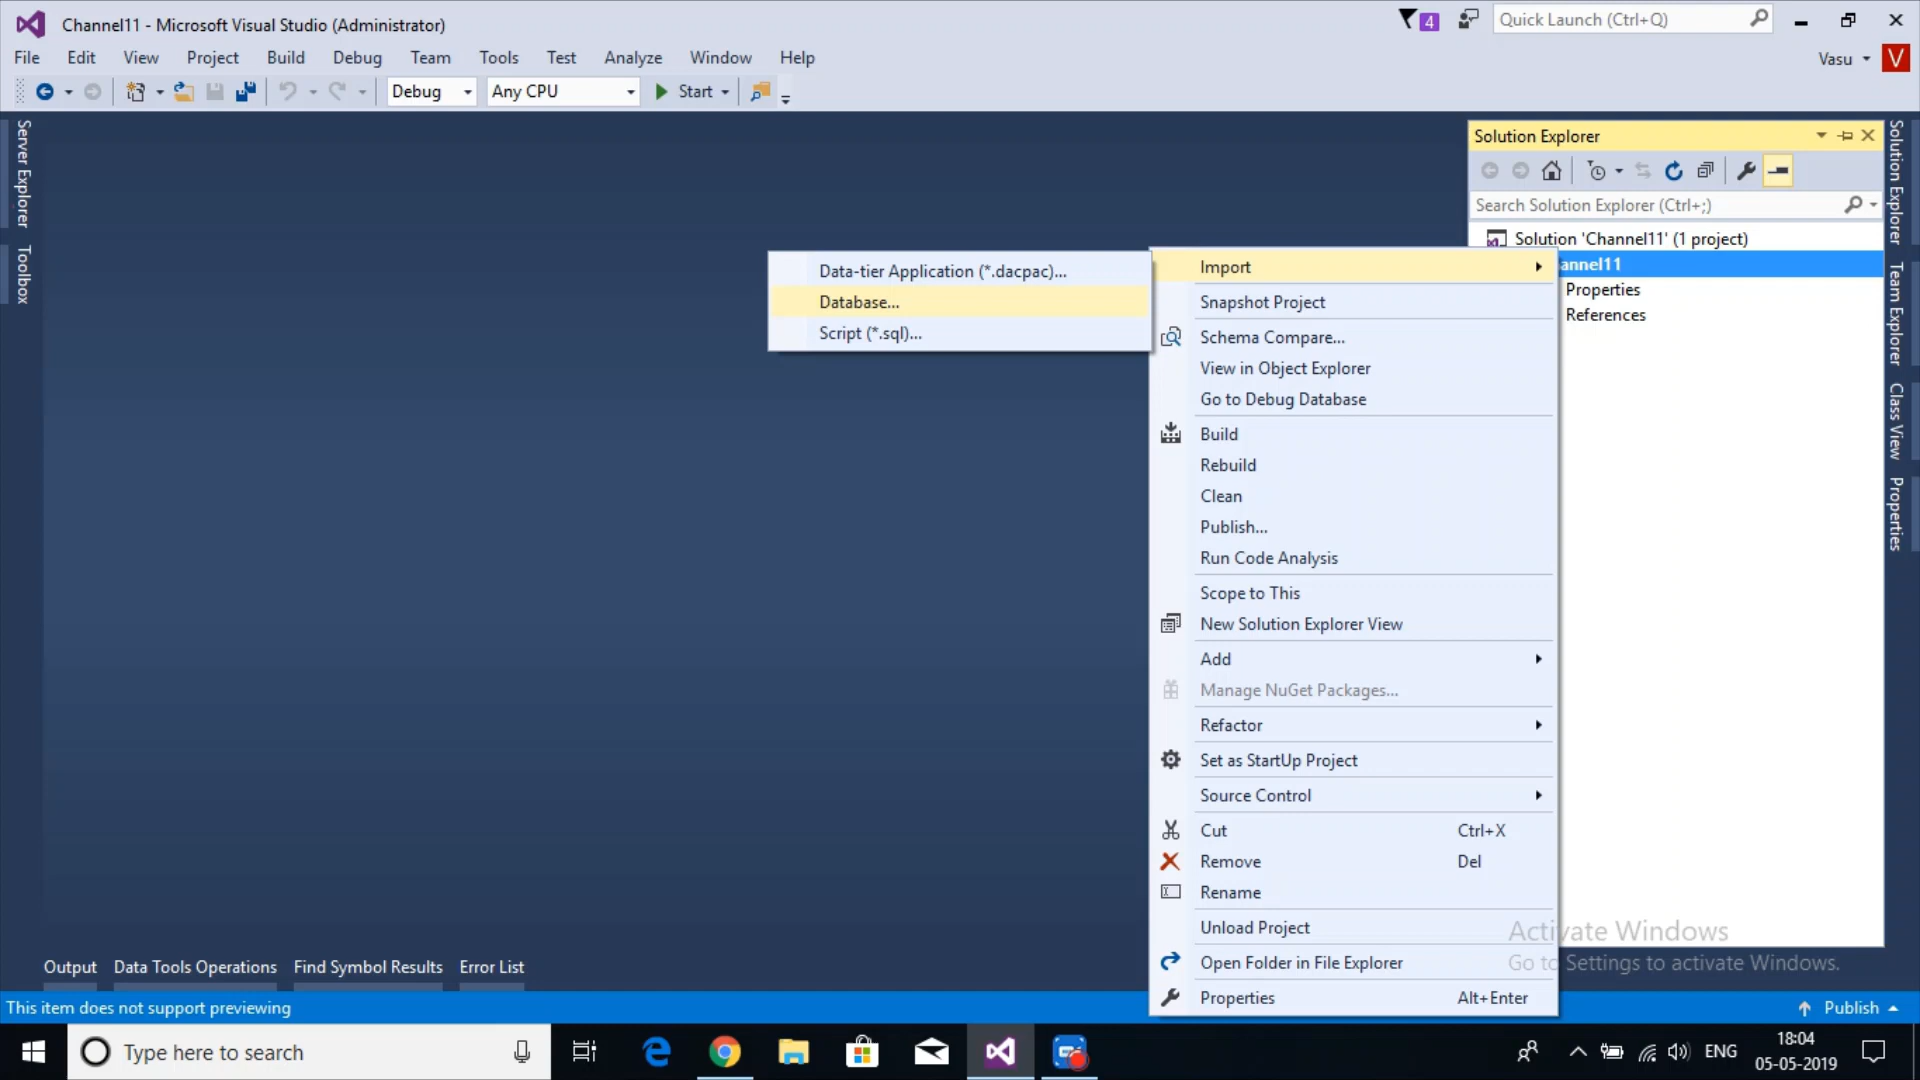 Channel11 - Microsoft Visual Studio (Administrator)
4
Quick Launch (Ctrl+Q)
File Edit View Project Build Debug Team Tools Test Analyze Window Help
Vasu
V
Debug
Any CPU
Start
Server Explorer
Toolbox
Solution Explorer
Search Solution Explorer (Ctrl+;)
Solution 'Channel11' (1 project)
annel11
Properties
References
Data-tier Application (*.dacpac)...
Database...
Script (*.sql)...
Import
Snapshot Project
Schema Compare...
View in Object Explorer
Go to Debug Database
Build
Rebuild
Clean
Publish...
Run Code Analysis
Scope to This
New Solution Explorer View
Add
Manage NuGet Packages...
Refactor
Set as StartUp Project
Source Control
Cut Ctrl+X
Remove Del
Rename
Unload Project
Open Folder in File Explorer
Properties Alt+Enter
Solution Explorer
Team Explorer
Class View
Properties
Activate Windows
Go to Settings to activate Windows.
Output Data Tools Operations Find Symbol Results Error List
This item does not support previewing
Publish
Type here to search
ENG
18:04
05-05-2019